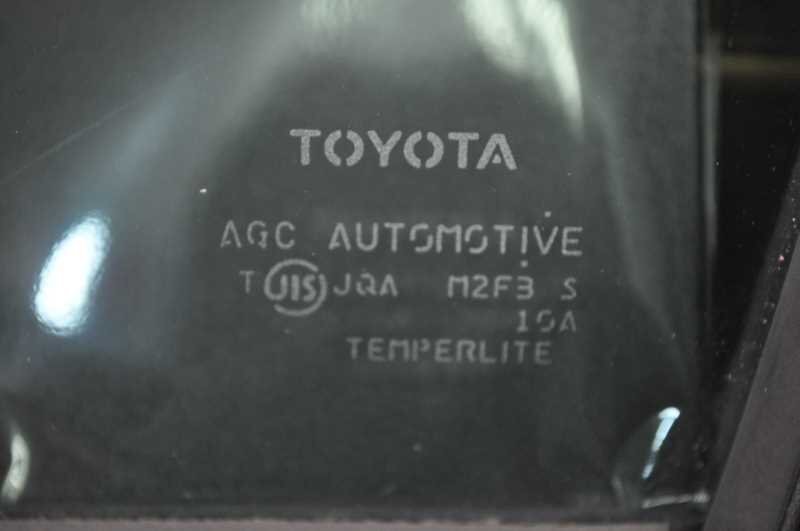 TOYOTA
AGC AUTOMOTIVE
T JIS JQA M2F3 S
10A
TEMPERLITE